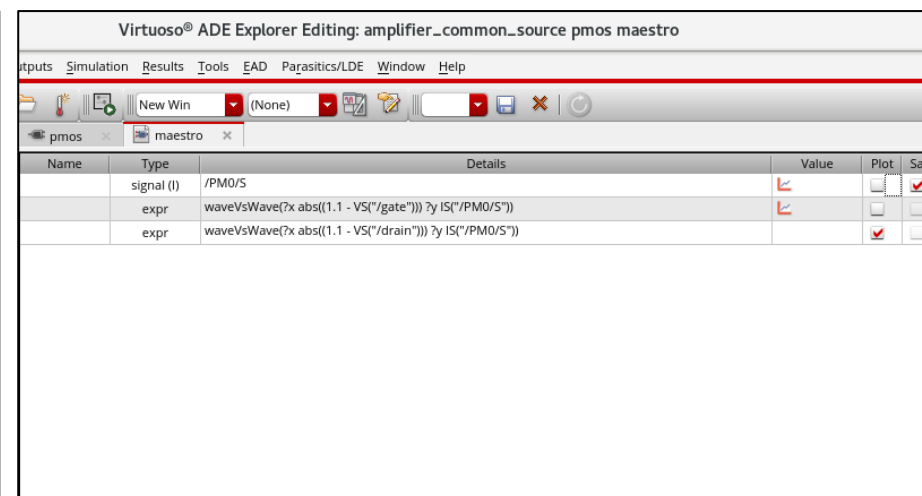 Virtuoso® ADE Explorer Editing: amplifier_common_source pmos maestro
utputs Simulation Results Tools EAD Parasitics/LDE Window Help
New Win (None)
pmos maestro
Name Type Details Value Plot Sa
signal (I) /PM0/S
expr waveVsWave(?x abs((1.1 - VS("/gate"))) ?y IS("/PM0/S"))
expr waveVsWave(?x abs((1.1 - VS("/drain"))) ?y IS("/PM0/S"))